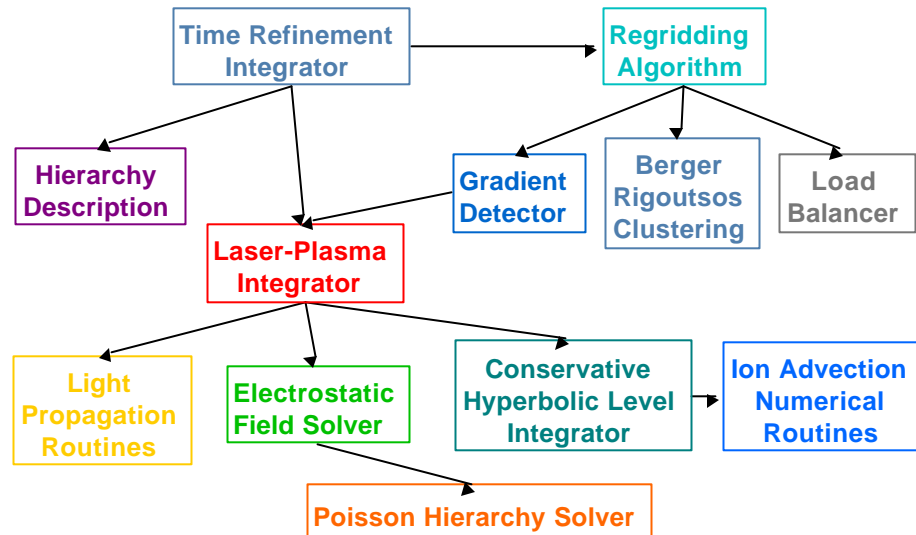 Time Refinement
Integrator
Regridding
Algorithm
Hierarchy
Description
Gradient
Detector
Berger
Rigoutsos
Clustering
Load
Balancer
Laser-Plasma
Integrator
Light
Propagation
Routines
Electrostatic
Field Solver
Conservative
Hyperbolic Level
Integrator
Ion Advection
Numerical
Routines
Poisson Hierarchy Solver